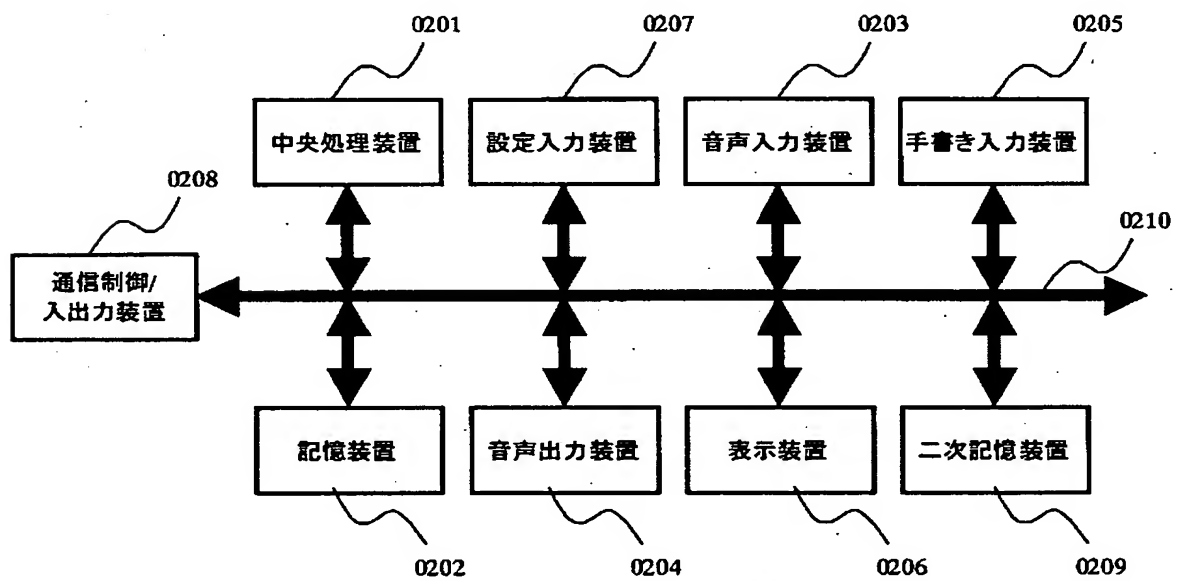 0201
0207
0203
0205
中央処理装置
設定入力装置
音声入力装置
手書き入力装置
0208
0210
通信制御/
入出力装置
記憶装置
音声出力装置
表示装置
二次記憶装置
0202
0204
0206
0209